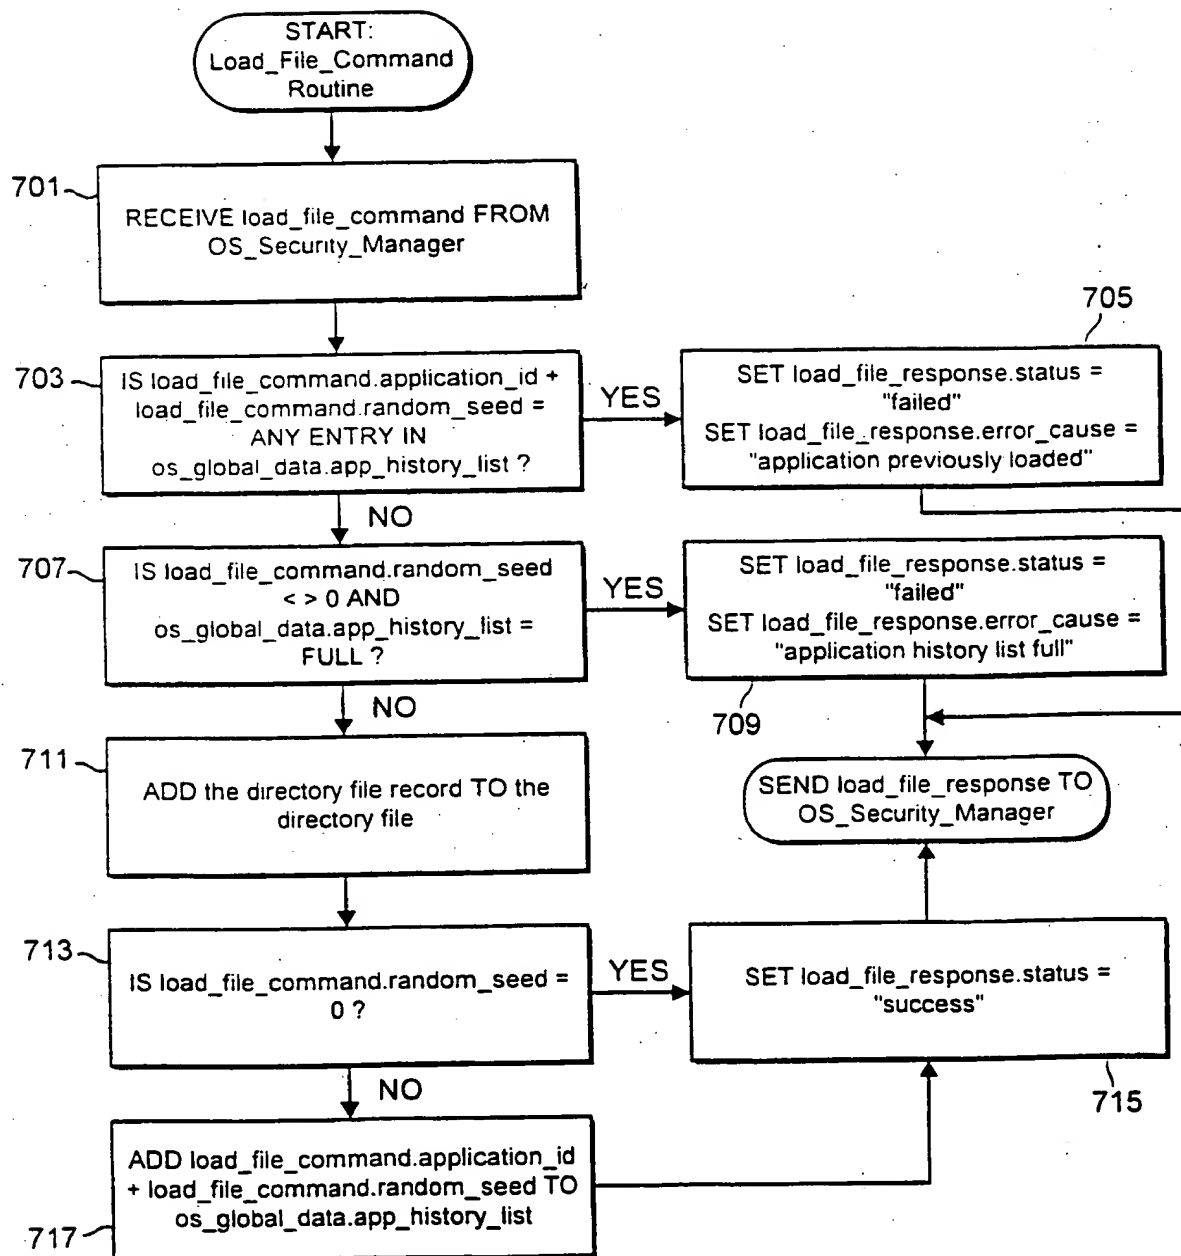 START:
Load_File_Command
Routine
701
RECEIVE load_file_command FROM
OS_Security_Manager
705
703
IS load_file_command.application_id +
load_file_command.random_seed =
ANY ENTRY IN
os_global_data.app_history_list ?
YES
SET load_file_response.status =
"failed"
SET load_file_response.error_cause =
"application previously loaded"
NO
707
IS load_file_command.random_seed
< > 0 AND
os_global_data.app_history_list =
FULL ?
YES
SET load_file_response.status =
"failed"
SET load_file_response.error_cause =
"application history list full"
709
NO
711
ADD the directory file record TO the
directory file
SEND load_file_response TO
OS_Security_Manager
713
IS load_file_command.random_seed =
0 ?
YES
SET load_file_response.status =
"success"
715
NO
717
ADD load_file_command.application_id
+ load_file_command.random_seed TO
os_global_data.app_history_list